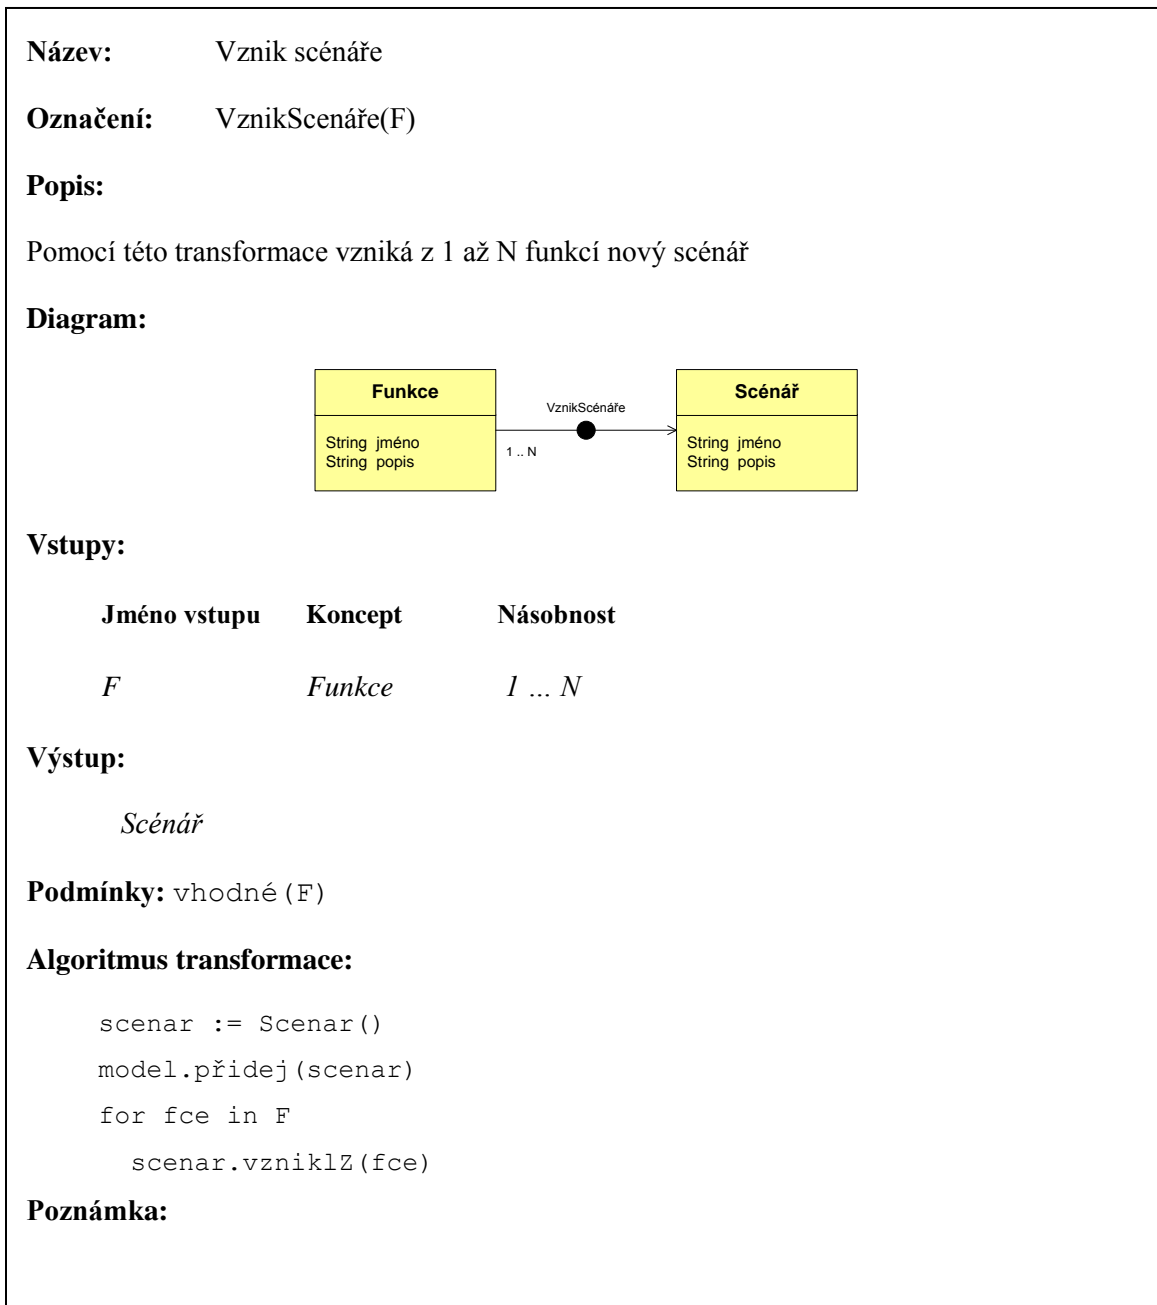 Název: Vznik scénáře
Označení: VznikScenáře(F)
Popis:
Pomocí této transformace vzniká z 1 až N funkcí nový scénář
Diagram:
Funkce
String jméno
String popis
VznikScénáře
1 .. N
Scénář
String jméno
String popis
Vstupy:
Jméno vstupu Koncept Násobnost
F Funkce 1 ... N
Výstup:
Scénář
Podmínky: vhodné(F)
Algoritmus transformace:
scenar := Scenar()
model.přidej(scenar)
for fce in F
scenar.vzniklZ(fce)
Poznámka: